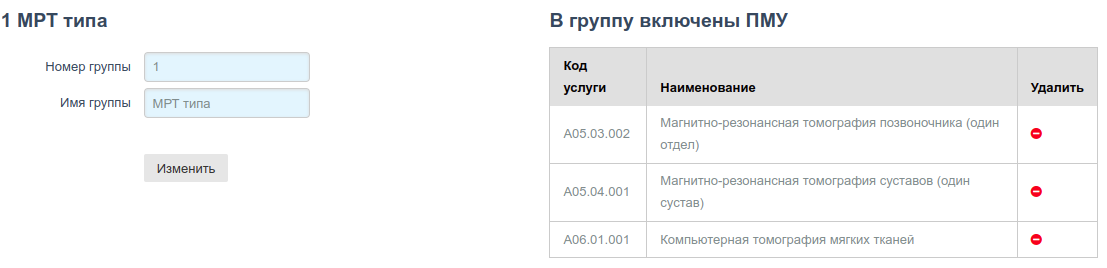 1 МРТ типа
Номер группы 1
Имя группы МРТ типа
Изменить
В группу включены ПМУ
Код
услуги Наименование Удалить
A05.03.002 Магнитно-резонансная томография позвоночника (один
отдел)
A05.04.001 Магнитно-резонансная томография суставов (один
сустав)
A06.01.001 Компьютерная томография мягких тканей